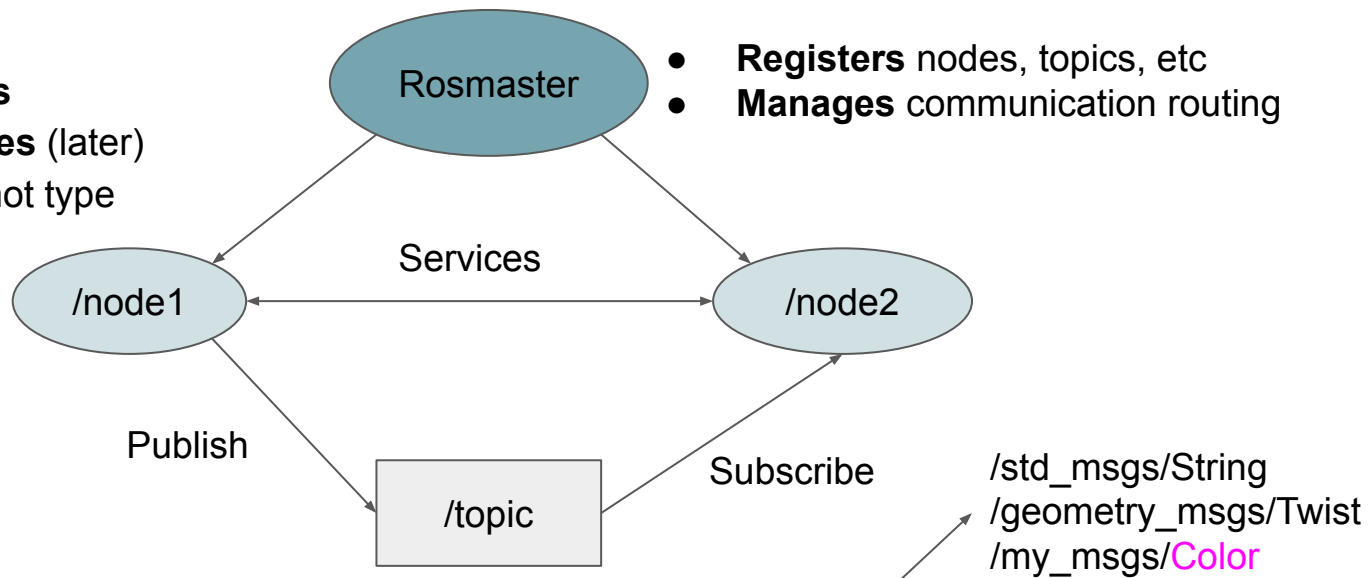 Rosmaster
● Registers nodes, topics, etc
● Manages communication routing
s
es (later)
not type
Services
/node1
/node2
Publish
Subscribe
/topic
/std_msgs/String
/geometry_msgs/Twist
/my_msgs/Color